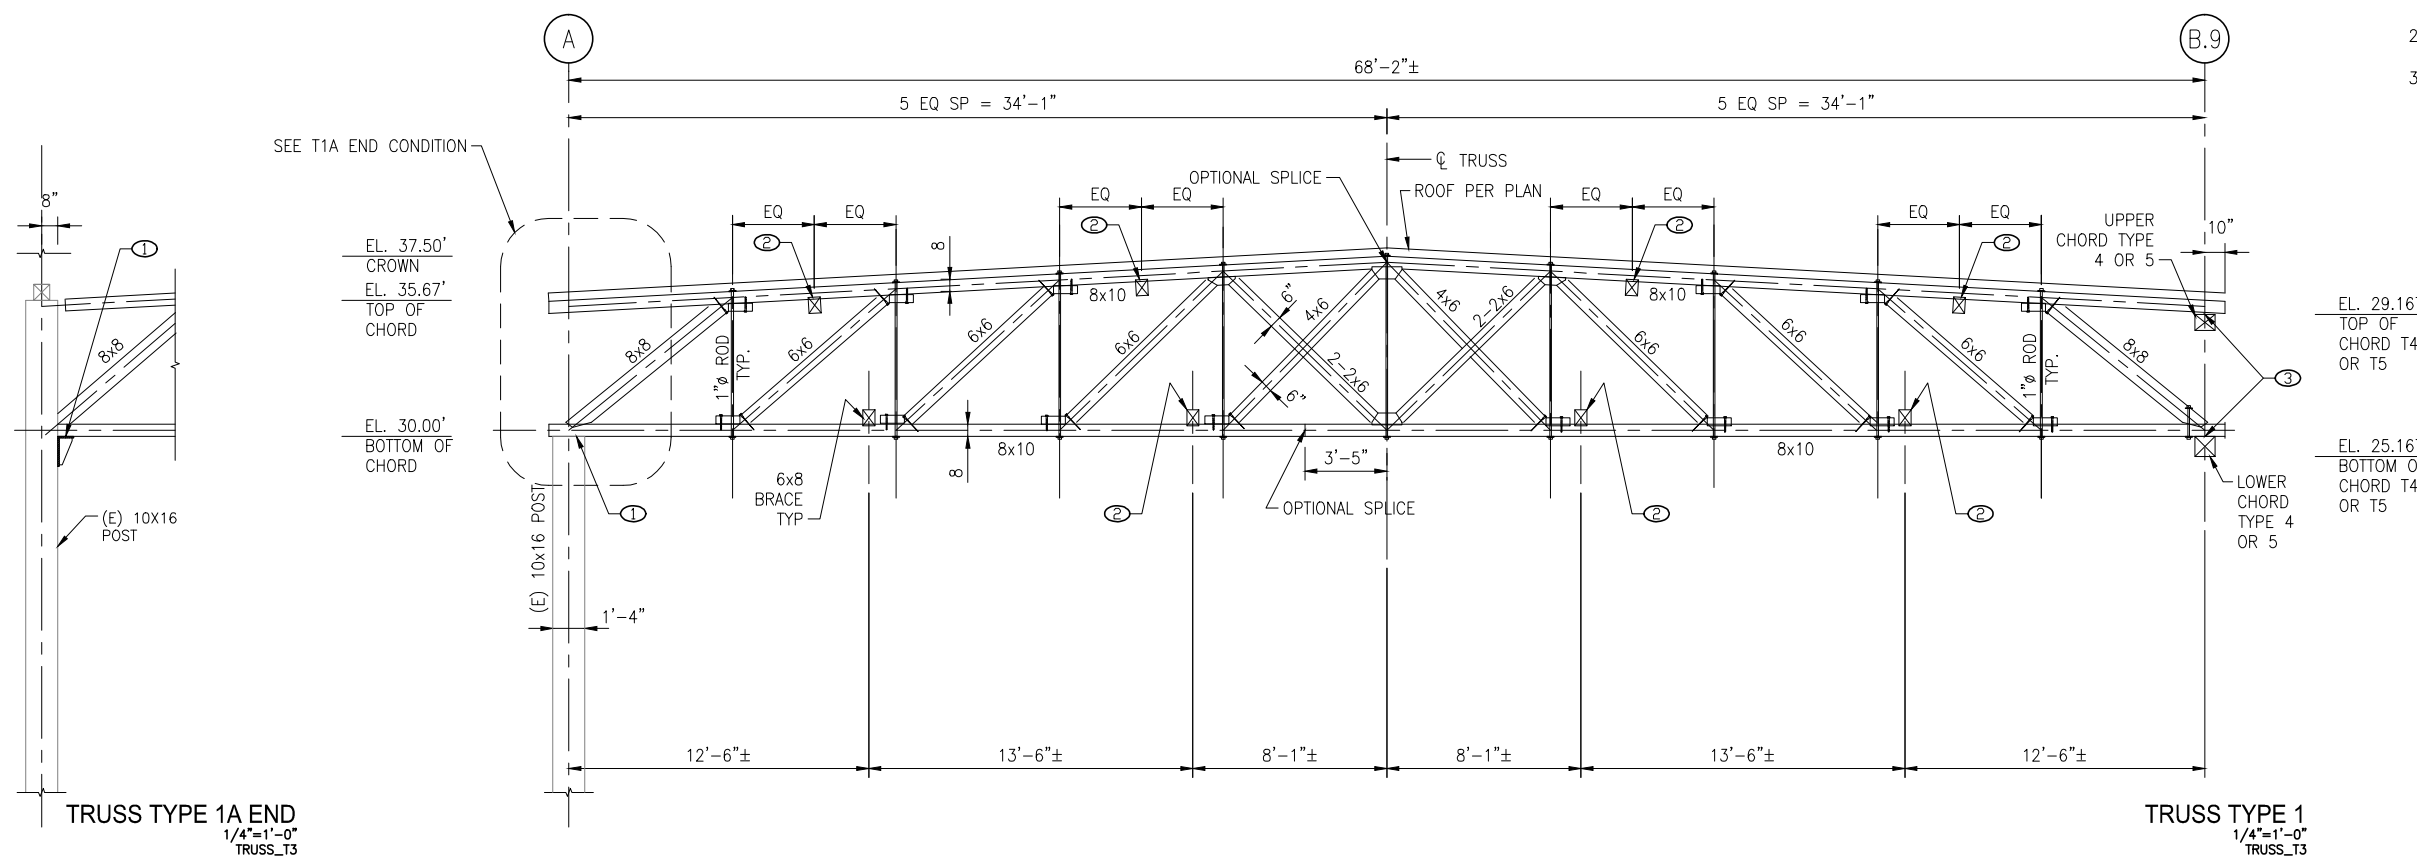 A
B.9
2
68'-2"±
3
5 EQ SP = 34'-1"
5 EQ SP = 34'-1"
SEE T1A END CONDITION
℄ TRUSS
OPTIONAL SPLICE
ROOF PER PLAN
8"
EQ
EQ
EQ
EQ
EQ
EQ
EQ
EQ
UPPER
CHORD TYPE
4 OR 5
10"
1
2
2
2
2
EL. 37.50'
CROWN
EL. 35.67'
TOP OF
CHORD
8
8x10
8x10
EL. 29.16'
TOP OF
CHORD T4
OR T5
8x8
8x8
1"ø ROD
TYP.
6x6
6x6
6x6
6"
4x6
6"
2-2x6
4x6
2-2x6
6x6
6x6
6x6
1"ø ROD
TYP.
8x8
3
EL. 30.00'
BOTTOM OF
CHORD
8x10
8
3'-5"
8x10
EL. 25.16'
BOTTOM O
CHORD T4
OR T5
6x8
BRACE
TYP
OPTIONAL SPLICE
LOWER
CHORD
TYPE 4
OR 5
1
2
2
2
(E) 10X16
POST
(E) 10x16 POST
1'-4"
12'-6"±
13'-6"±
8'-1"±
8'-1"±
13'-6"±
12'-6"±
TRUSS TYPE 1A END
1/4"=1'-0"
TRUSS_T3
TRUSS TYPE 1
1/4"=1'-0"
TRUSS_T3